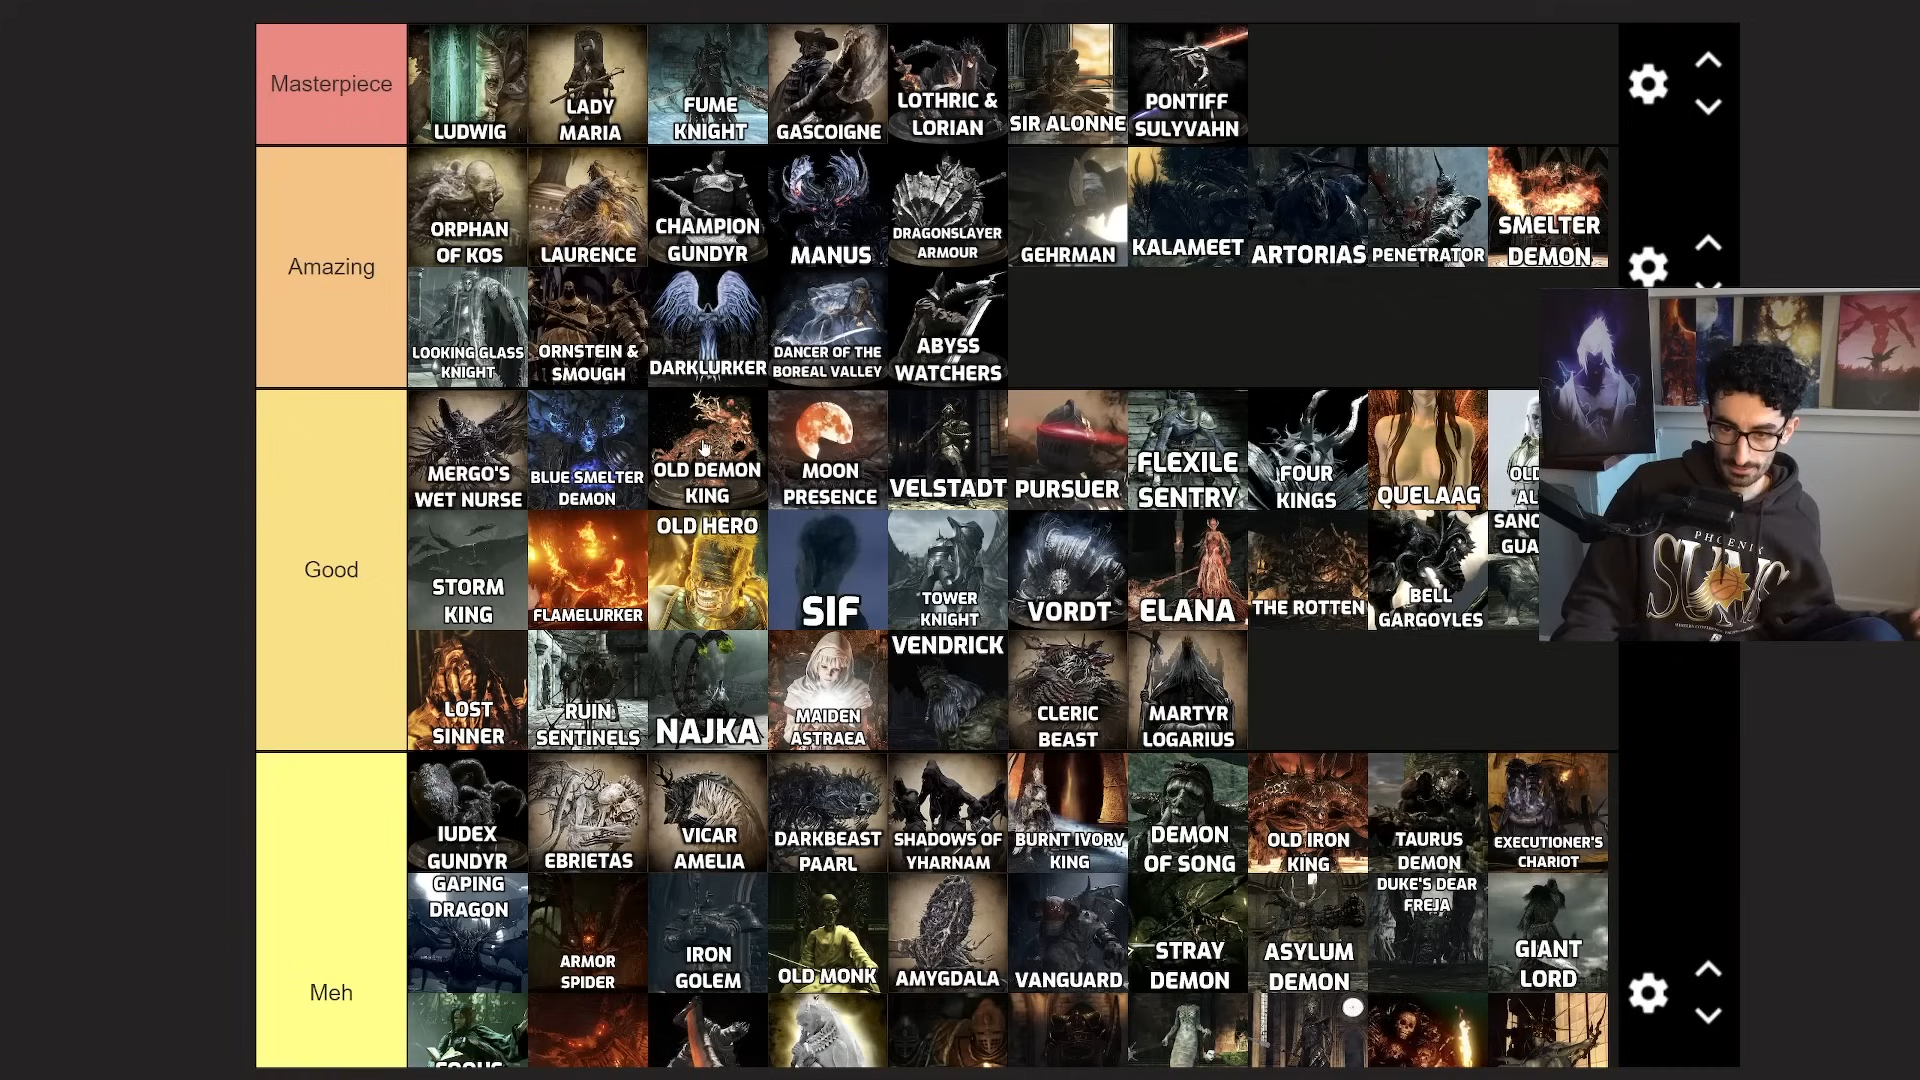 Masterpiece
LUDWIG
LADY
MARIA
FUME
KNIGHT
GASCOIGNE
LOTHRIC &
LORIAN
SIR ALONNE
PONTIFF
SULYVAHN
Amazing
ORPHAN
OF KOS
LAURENCE
CHAMPION
GUNDYR
MANUS
DRAGONSLAYER
ARMOUR
GEHRMAN
KALAMEET
ARTORIAS
PENETRATOR
SMELTER
DEMON
LOOKING GLASS
KNIGHT
ORNSTEIN &
SMOUGH
DARKLURKER
DANCER OF THE
BOREAL VALLEY
ABYSS
WATCHERS
Good
MERGO'S
WET NURSE
BLUE SMELTER
DEMON
OLD DEMON
KING
MOON
PRESENCE
VELSTADT
PURSUER
FLEXILE
SENTRY
FOUR
KINGS
QUELAAG
STORM
KING
FLAMELURKER
OLD HERO
SIF
TOWER
KNIGHT
VORDT
ELANA
THE ROTTEN
BELL
GARGOYLES
LOST
SINNER
RUIN
SENTINELS
NAJKA
MAIDEN
ASTRAEA
VENDRICK
CLERIC
BEAST
MARTYR
LOGARIUS
PHOENIX
SUNS
Meh
IUDEX
GUNDYR
EBRIETAS
VICAR
AMELIA
DARKBEAST
PAARL
SHADOWS OF
YHARNAM
BURNT IVORY
KING
DEMON
OF SONG
OLD IRON
KING
TAURUS
DEMON
EXECUTIONER'S
CHARIOT
GAPING
DRAGON
ARMOR
SPIDER
IRON
GOLEM
OLD MONK
AMYGDALA
VANGUARD
STRAY
DEMON
ASYLUM
DEMON
DUKE'S DEAR
FREJA
GIANT
LORD